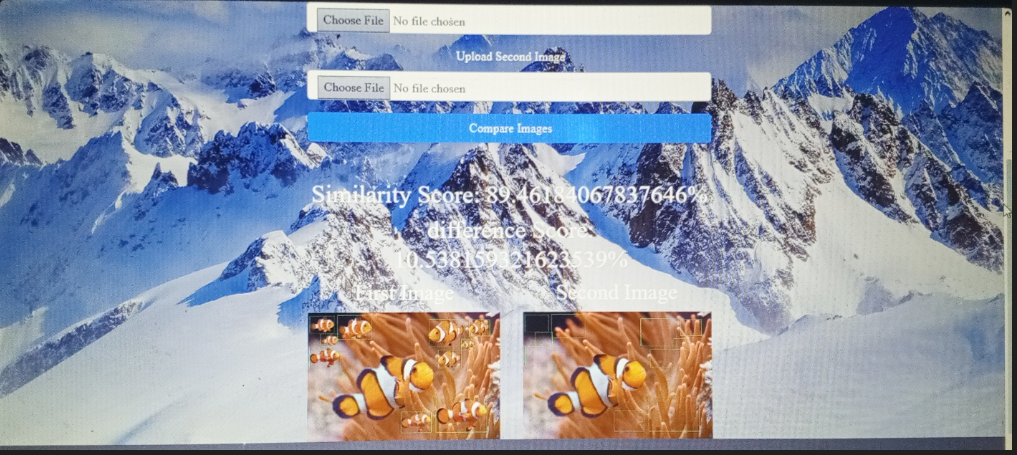 Choose File No file chosen
Upload Second Image
Choose File No file chosen
Compare Images
Similarity Score: 89.46184067837646%
difference Score
10.538159321623539%
First Image
Second Image